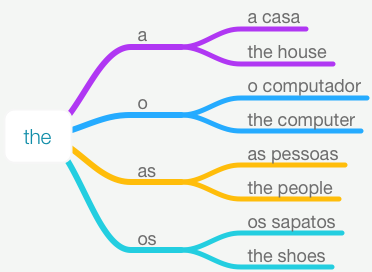 the
a
a casa
the house
o
o computador
the computer
as
as pessoas
the people
os
os sapatos
the shoes